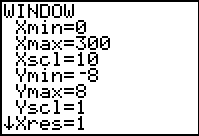 WINDOW
Xmin=0
Xmax=300
Xscl=10
Ymin=-8
Ymax=8
Yscl=1
↓Xres=1